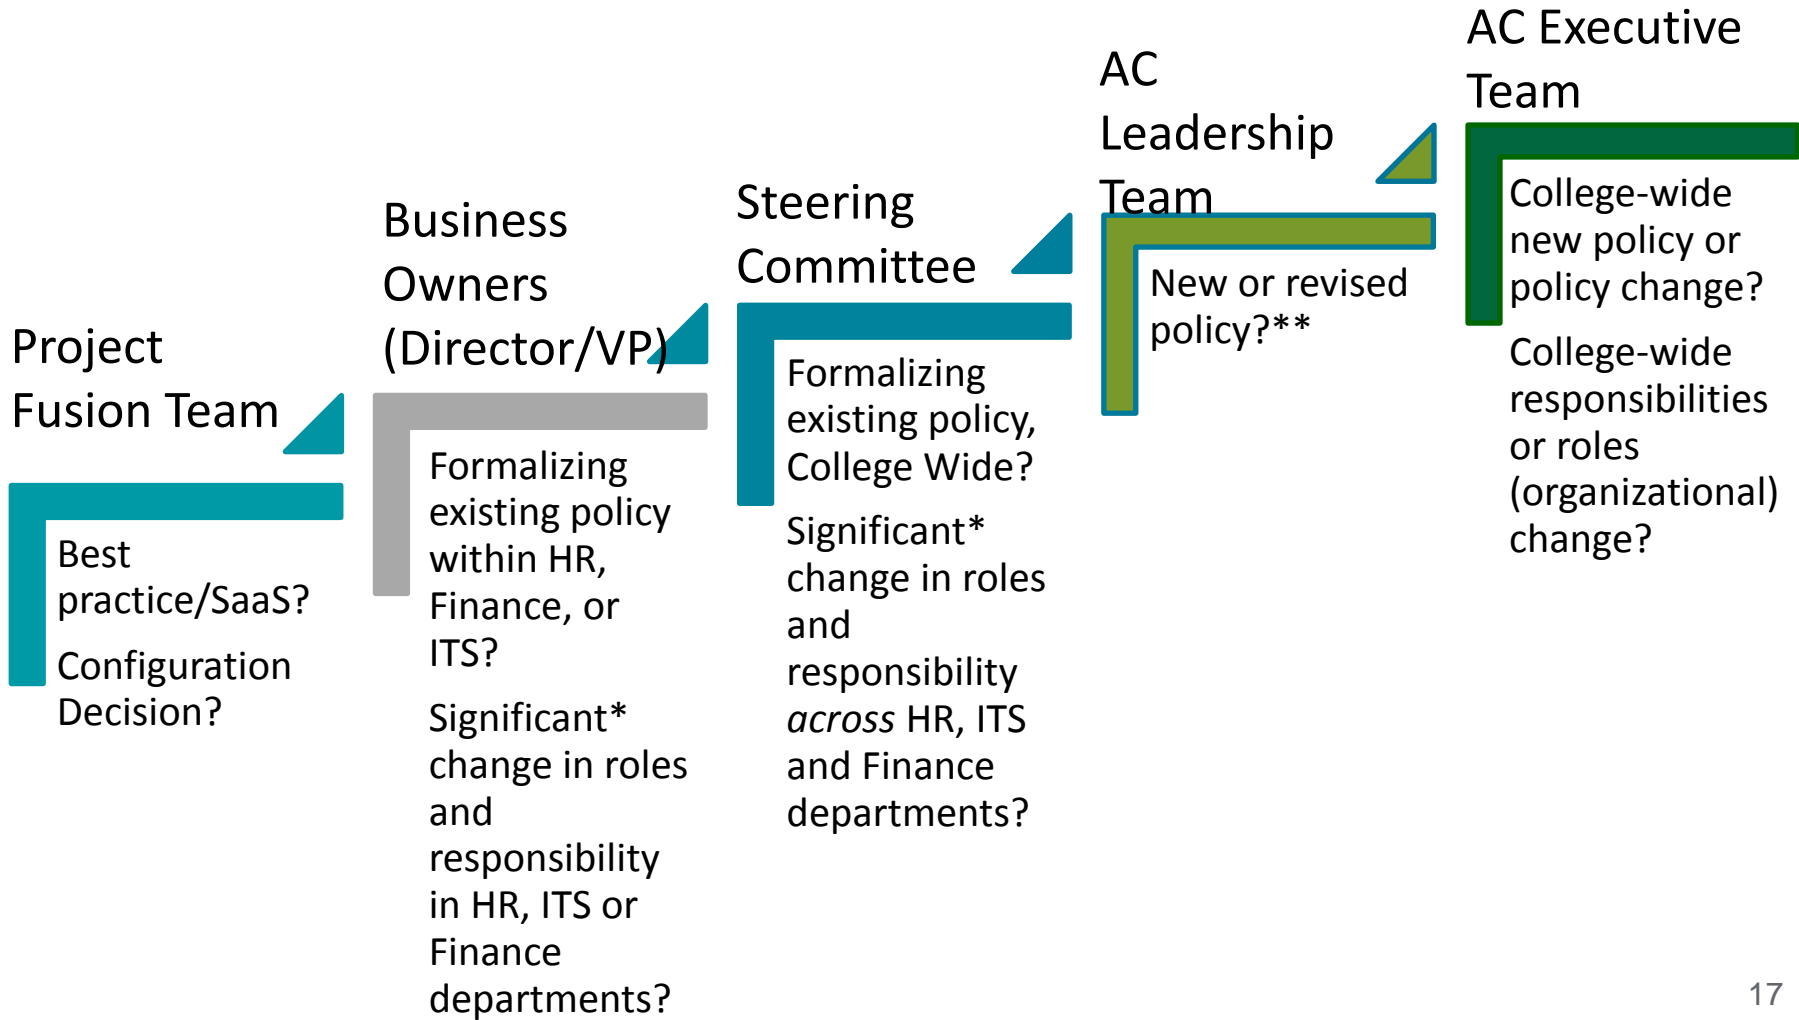 Project
Fusion Team
Best
practice/SaaS?
Configuration
Decision?
Business
Owners
(Director/VP)
Formalizing
existing policy
within HR,
Finance, or
ITS?
Significant*
change in roles
and
responsibility
in HR, ITS or
Finance
departments?
Steering
Committee
Formalizing
existing policy,
College Wide?
Significant*
change in roles
and
responsibility
across HR, ITS
and Finance
departments?
AC
Leadership
Team
New or revised
policy?**
AC Executive
Team
College-wide
new policy or
policy change?
College-wide
responsibilities
or roles
(organizational)
change?
17